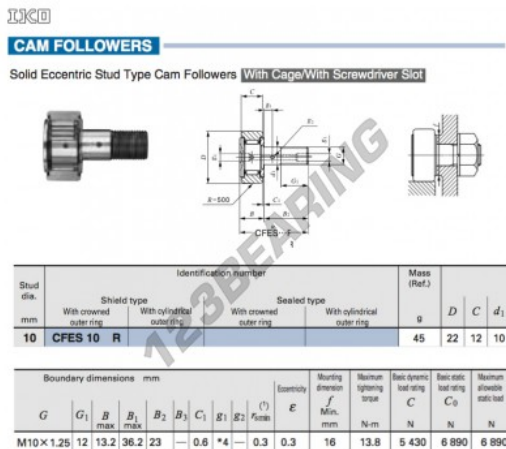 IKO
CAM FOLLOWERS
Solid Eccentric Stud Type Cam Followers With Cage/With Screwdriver Slot
C
D
R=500
G₁
B C₁ B₁
CFES··· R
123BEARING
Stud dia. mm Identification number Mass (Ref.) g
Shield type Sealed type
With crowned outer ring With cylindrical outer ring With crowned outer ring With cylindrical outer ring D C d₁
10 CFES 10 R 45 22 12 10
Boundary dimensions mm Eccentricity Mounting dimension Maximum tightening torque Basic dynamic load rating Basic static load rating Maximum allowable static load
G G₁ B max B₁ max B₂ B₃ C₁ g₁ g₂ (¹) rₛ min ε f Min. mm N-m C N C₀ N N
M10×1.25 12 13.2 36.2 23 — 0.6 *4 — 0.3 0.3 16 13.8 5 430 6 890 6 890